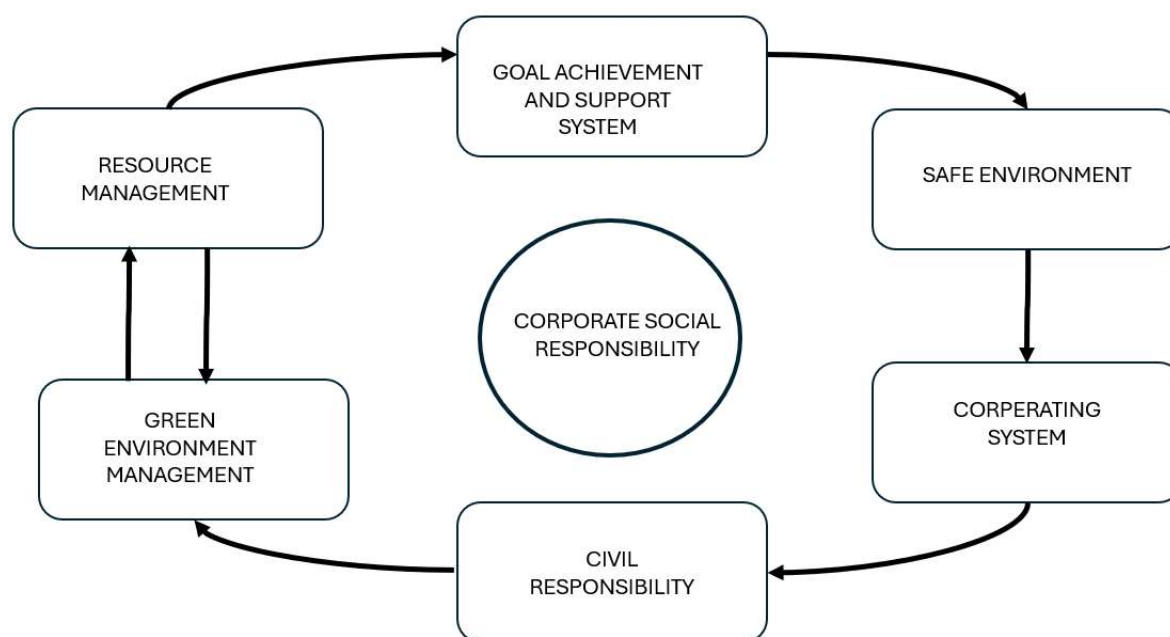 GOAL ACHIEVEMENT
AND SUPPORT
SYSTEM
RESOURCE
MANAGEMENT
SAFE ENVIRONMENT
CORPORATE SOCIAL
RESPONSIBILITY
GREEN
ENVIRONMENT
MANAGEMENT
CORPERATING
SYSTEM
CIVIL
RESPONSIBILITY